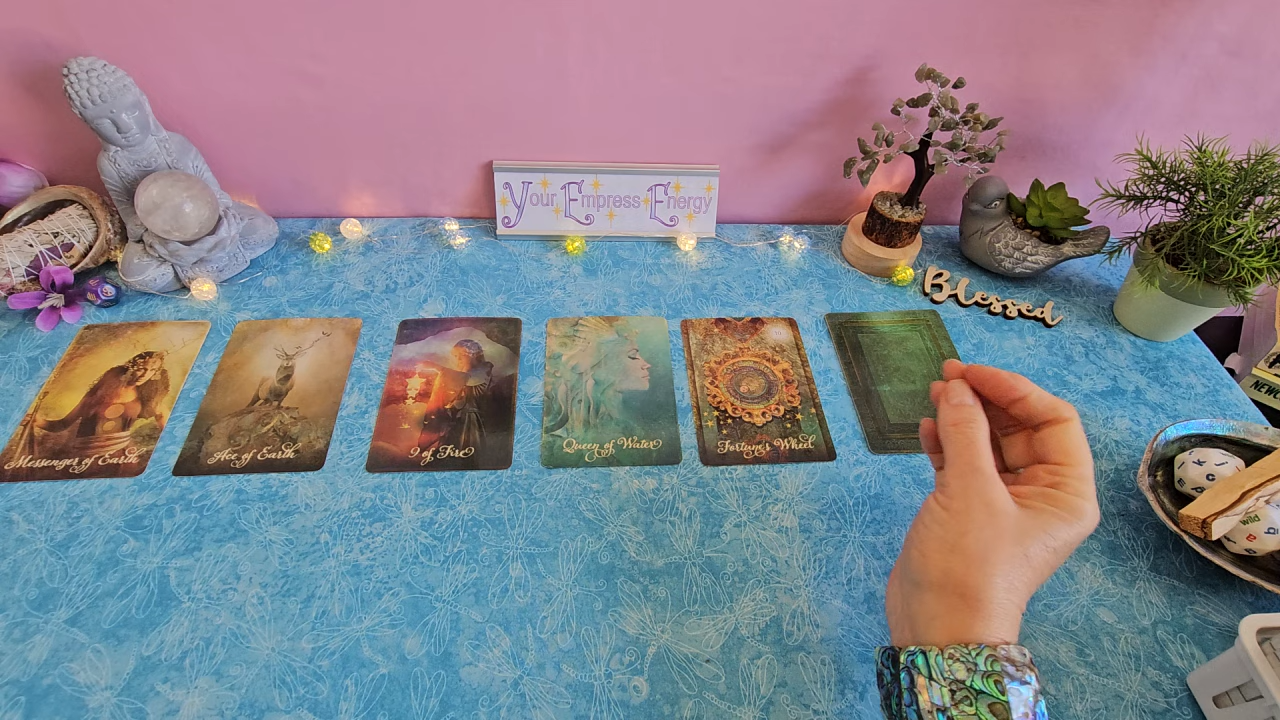 Your Empress Energy
Blessed
Messenger of Earth
Ace of Earth
9 of Fire
Queen of Water
Fortune's Wheel